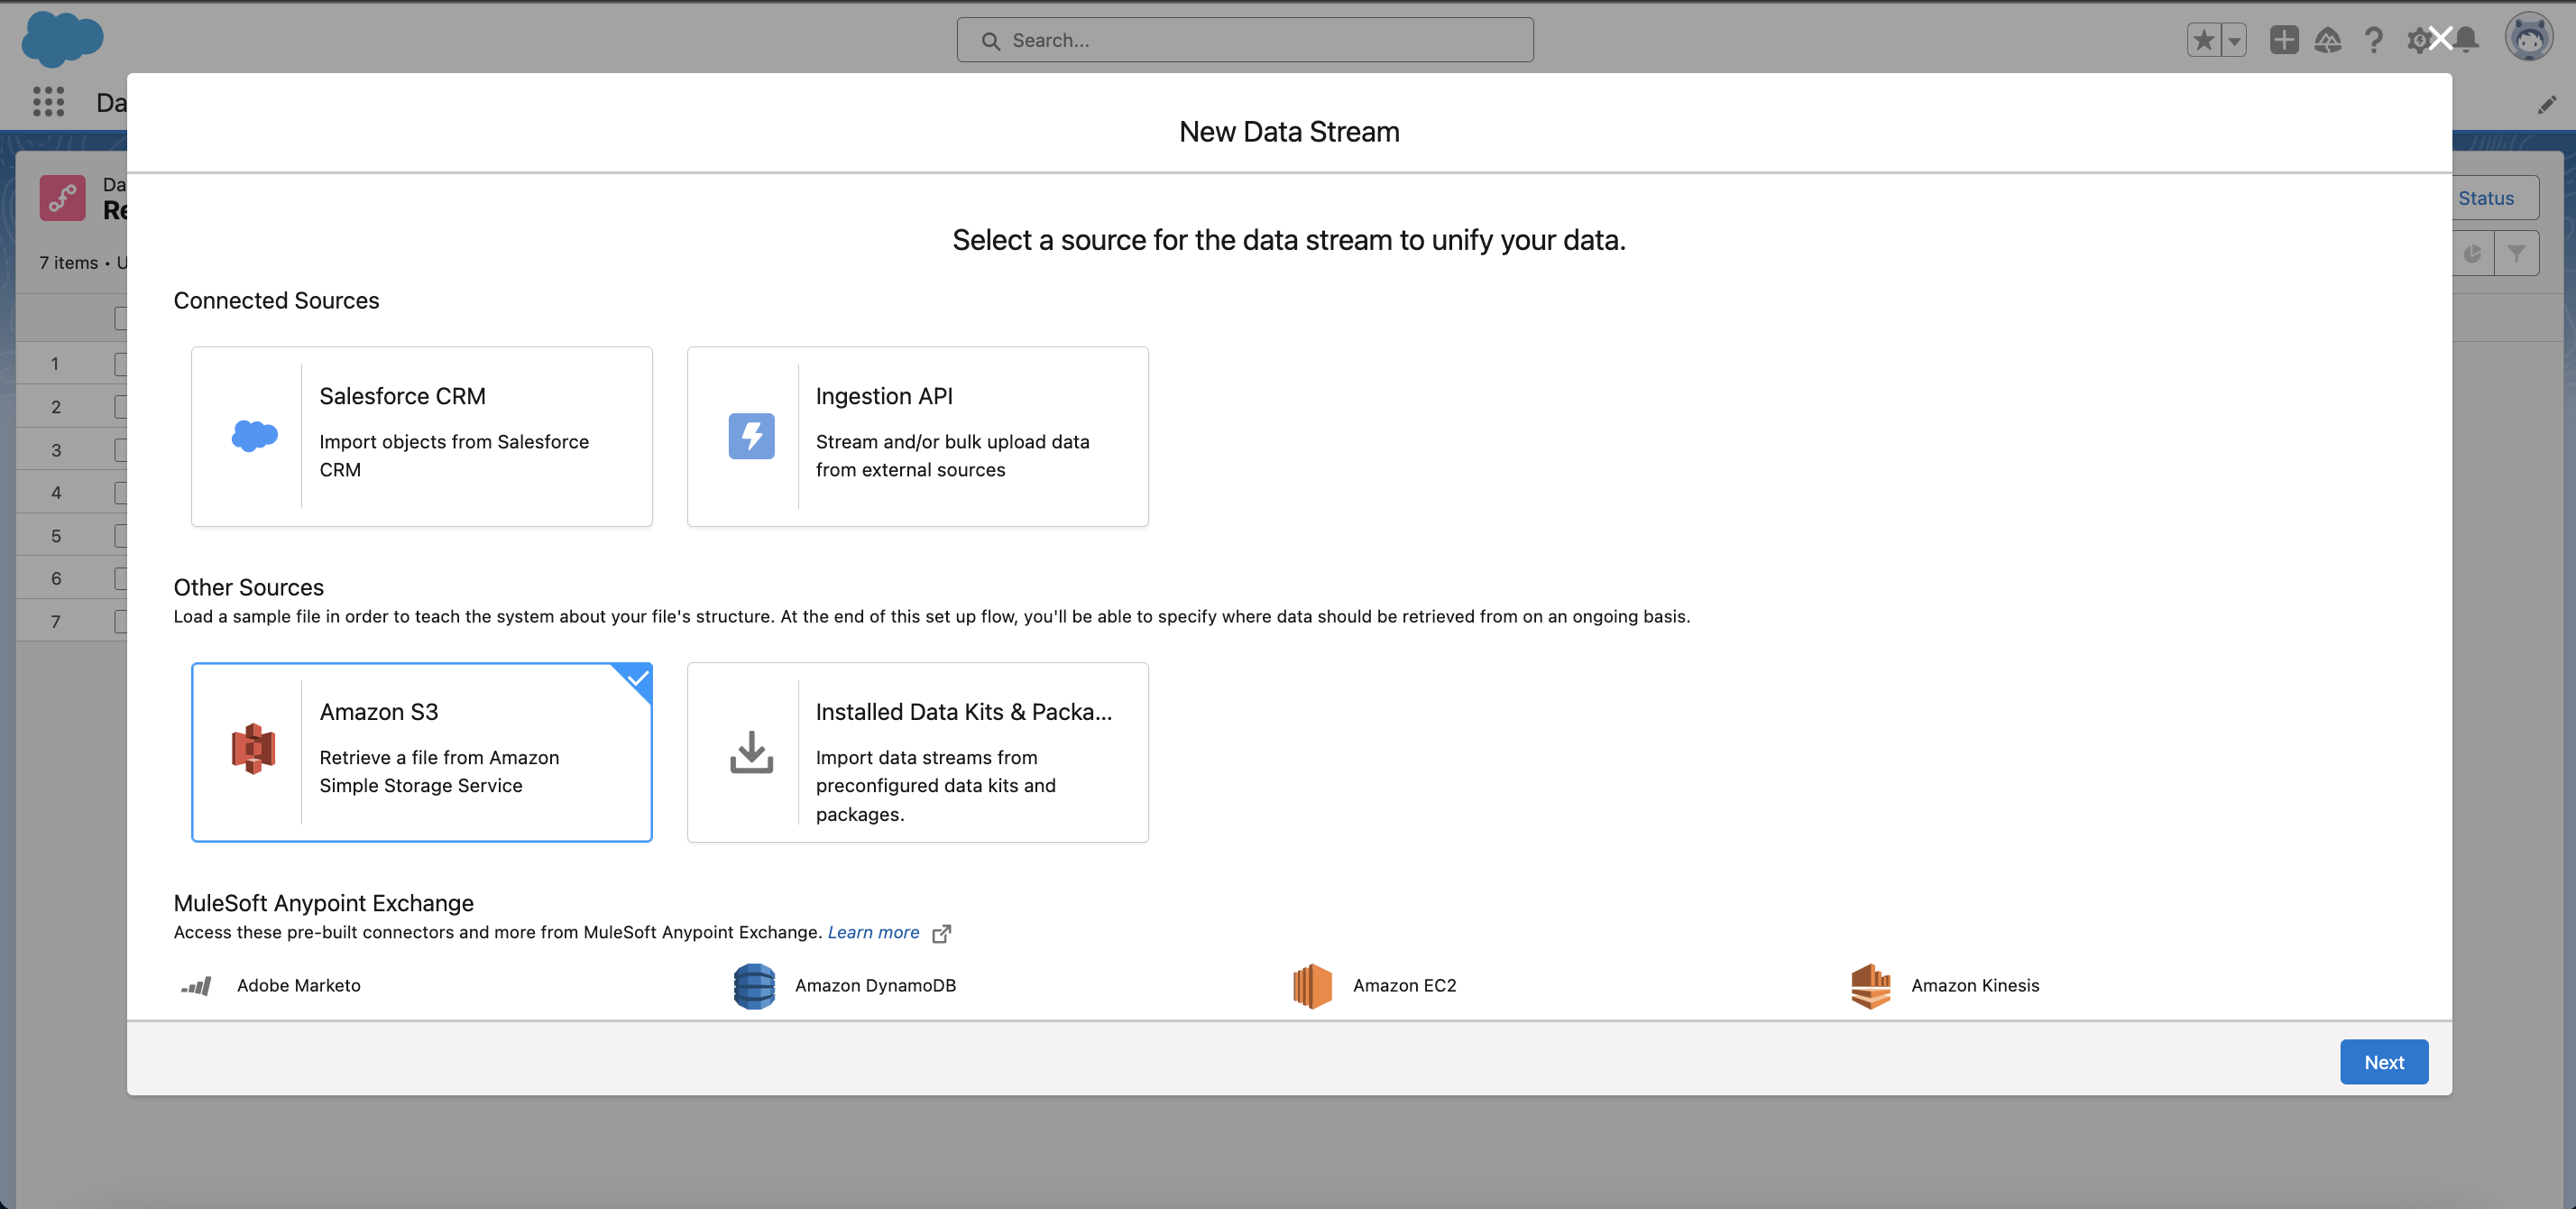 Search...
Da
New Data Stream
Da
Re
Status
7 items • U
Select a source for the data stream to unify your data.
Connected Sources
1
2
3
4
5
6
7
Salesforce CRM
Import objects from Salesforce
CRM
Ingestion API
Stream and/or bulk upload data
from external sources
Other Sources
Load a sample file in order to teach the system about your file's structure. At the end of this set up flow, you'll be able to specify where data should be retrieved from on an ongoing basis.
Amazon S3
Retrieve a file from Amazon
Simple Storage Service
Installed Data Kits & Packa...
Import data streams from
preconfigured data kits and
packages.
MuleSoft Anypoint Exchange
Access these pre-built connectors and more from MuleSoft Anypoint Exchange. Learn more
Adobe Marketo
Amazon DynamoDB
Amazon EC2
Amazon Kinesis
Next